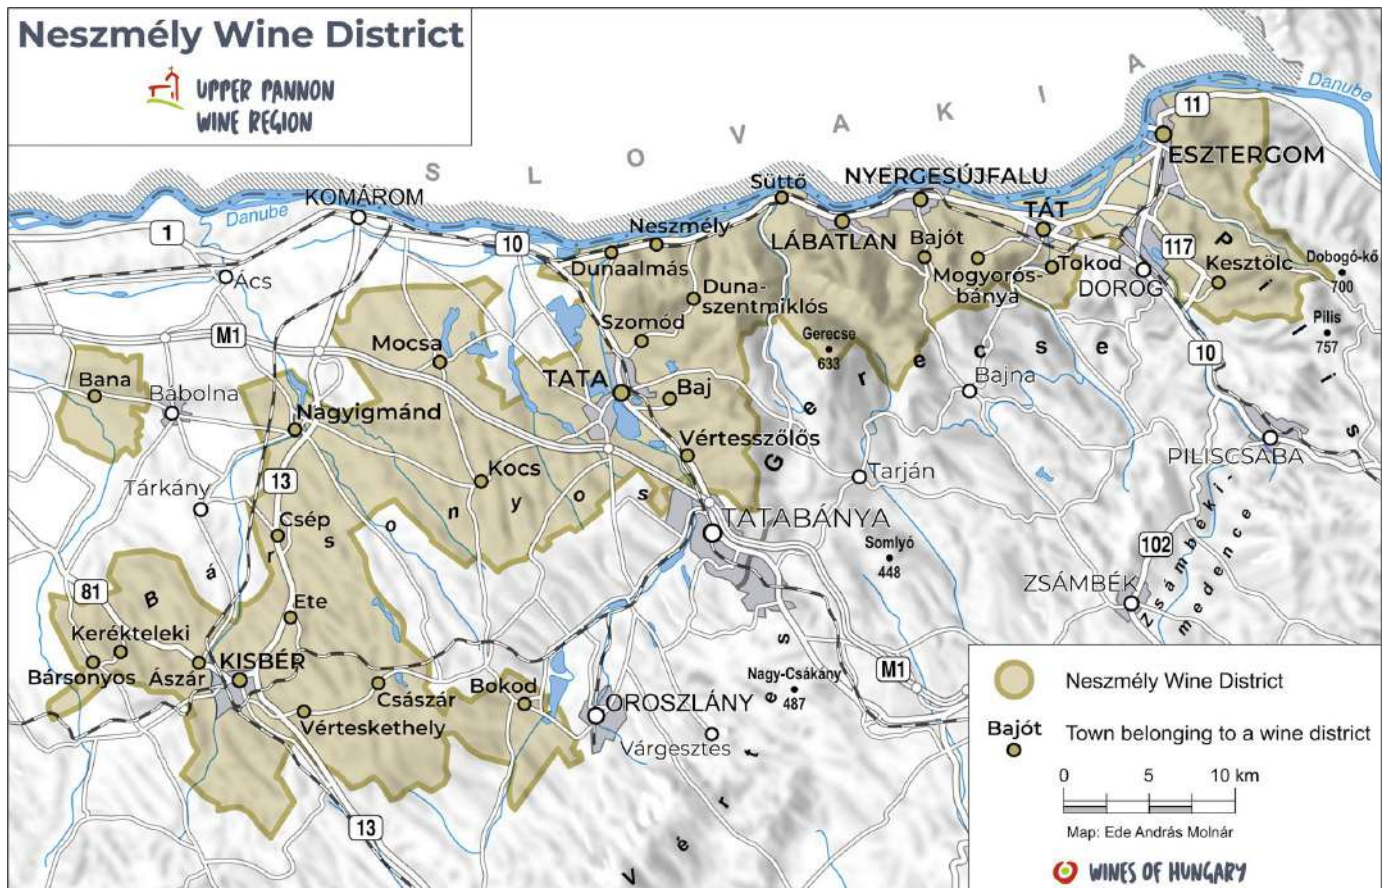 Neszmély Wine District
UPPER PANNON
WINE REGION
S L O V A K I A
Danube
11
ESZTERGOM
KOMÁROM
Danube
1
10
Süttő
NYERGESÚJFALU
Neszmély
LÁBATLAN
TÁT
Dunaalmás
Bajót
117
Ács
Duna-
szentmiklós
Mogyorós-
bánya
Tokod
DOROG
Kesztölc
Dobogó-kő
700
Pilis
757
P i l i s
M1
Szomód
Gerecse
633
G e r e c s e
10
Mocsa
Bana
Bábolna
TATA
Baj
Bajna
Nagyigmánd
Vértesszőlős
PILISCSABA
Kocs
Tárkány
13
Tarján
Csép
TATABÁNYA
B á r s o n y o s
Somlyó
448
102
Zsámbéki-
medence
ZSÁMBÉK
81
Ete
Kerékteleki
Bársonyos
Ászár
KISBÉR
Császár
Bokod
Nagy-Csákány
487
M1
OROSZLÁNY
Vérteskethely
Várgesztes
V é r t e s
13
Neszmély Wine District
Bajót
Town belonging to a wine district
0 5 10 km
Map: Ede András Molnár
WINES OF HUNGARY